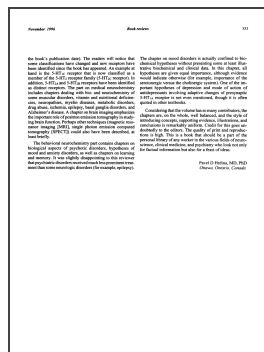 November 1996
Book reviews
353
the book's publication date). The readers will notice that
some classifications have changed and new receptors have
been identified since the book has appeared. An example at
hand is the 5-HT1C receptor that is now classified as a
member of the 5-HT2 receptor family (5-HT2C receptor). In
addition, 5-HT and 5-HT receptors have been identified
as distinct receptors. The part on medical neurochemistry
includes chapters dealing with bio- and neurochemistry of
some muscular disorders, vitamin and nutritional deficien-
cies, neuropathies, myelin diseases, metabolic disorders,
drug abuse, ischemia, epilepsy, basal ganglia disorders, and
Alzheimer's disease. A chapter on brain imaging emphasizes
the important role of positron emission tomography in study-
ing brain function. Perhaps other techniques (magnetic reso-
nance imaging [MRI], single photon emission computed
tomography [SPECT]) could also have been described, at
least briefly.
The behavioral neurochemistry part contains chapters on
biological aspects of psychotic disorders, hypotheses of
mood and anxiety disorders, as well as chapters on learning
and memory. It was slightly disappointing to this reviewer
that psychiatric disorders received much less prominent treat-
ment than some neurologic disorders (for example, epilepsy).
The chapter on mood disorders is actually confined to bio-
chemical hypotheses without presenting some at least illus-
trative biochemical and clinical data. In this chapter, all
hypotheses are given equal importance, although evidence
would indicate otherwise (for example, importance of the
serotonergic versus the cholinergic system). One of the im-
portant hypotheses of depression and mode of action of
antidepressants involving adaptive changes of presynaptic
5-HT receptor is not even mentioned, though it is often
quoted in other textbooks.
Considering that the volume has so many contributors, the
chapters are, on the whole, well balanced, and the style of
introducing concepts, supporting evidence, illustrations, and
conclusions is remarkably uniform. Credit for this goes un-
doubtedly to the editors. The quality of print and reproduc-
tions is high. This is a book that should be a part of the
personal library of any worker in the various fields of neuro-
science, clinical medicine, and psychiatry who look not only
for factual information but also for a feast of ideas.
Pavel D Hrdina, MD, PhD
Ottawa, Ontario, Canada